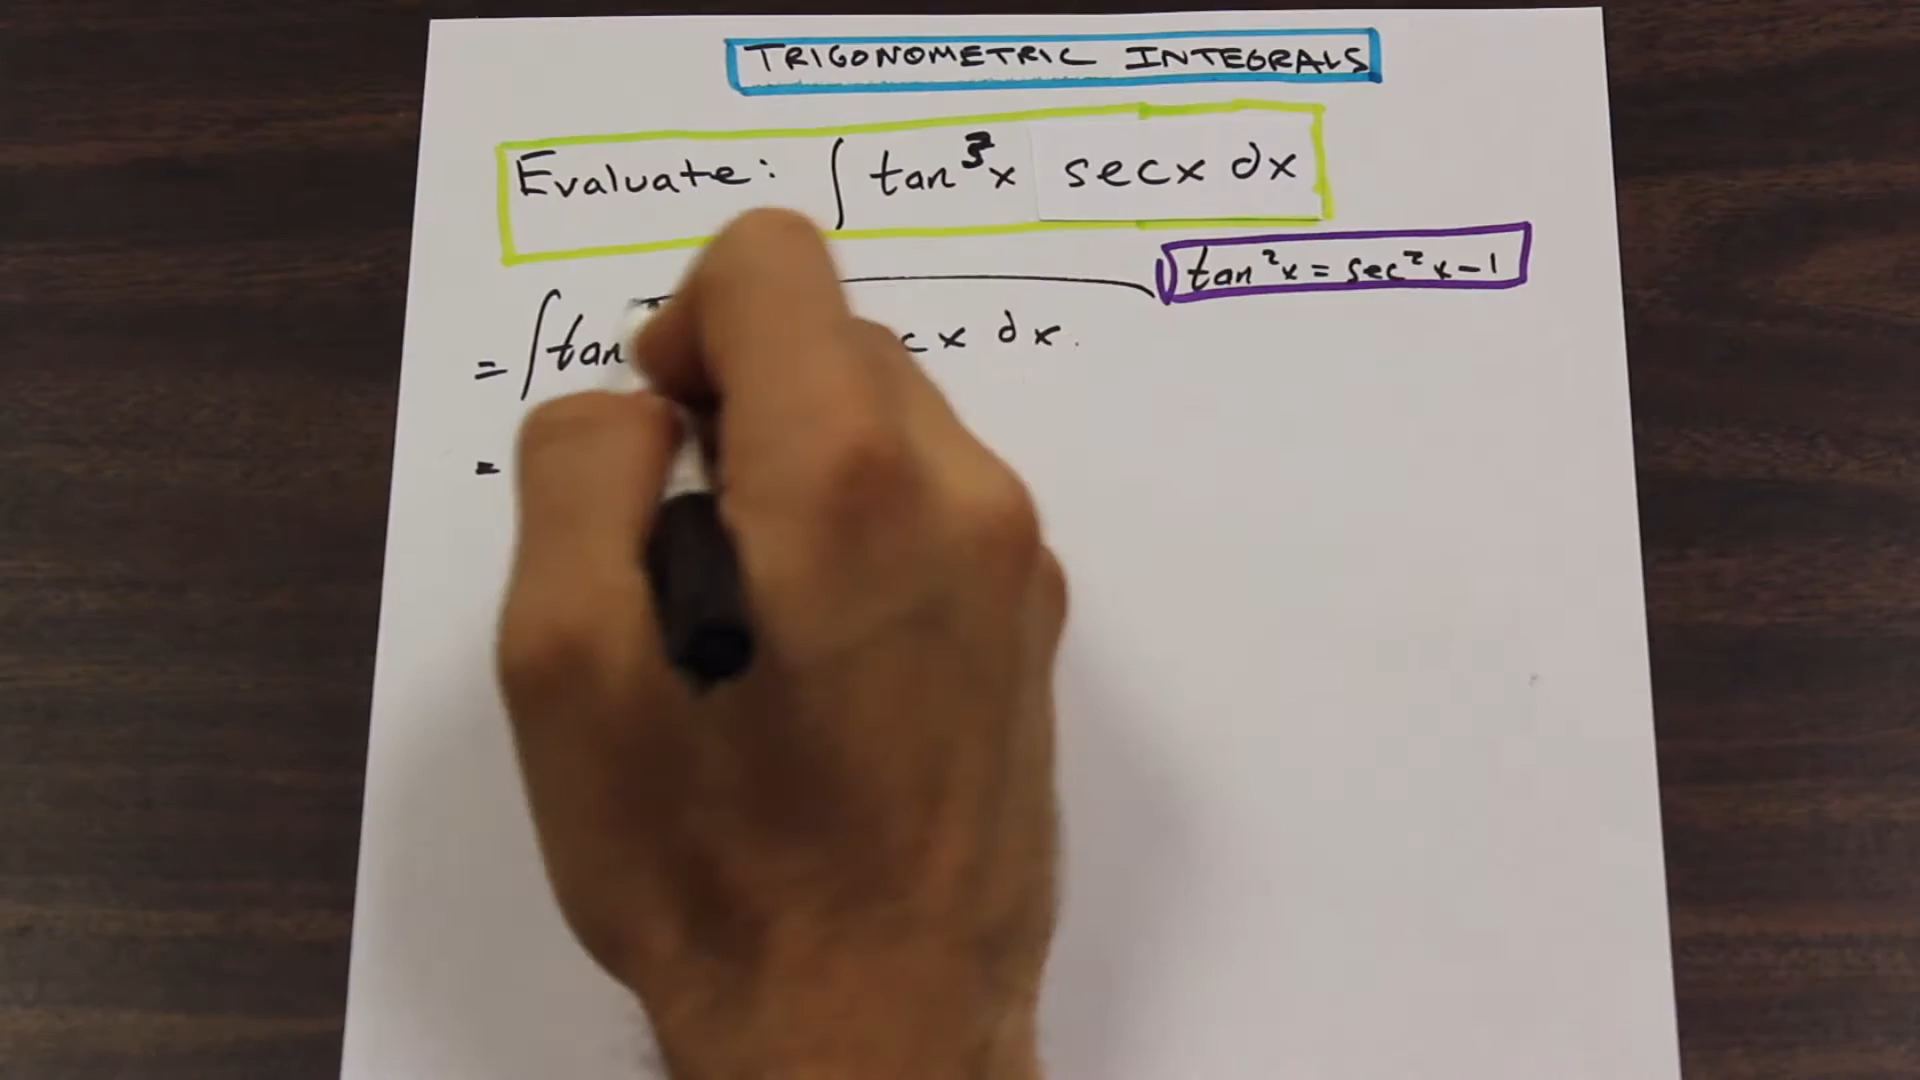 TRIGONOMETRIC INTEGRALS
Evaluate: ∫ tan³x secx dx
tan²x = sec²x - 1
= ∫tan cx dx.
=